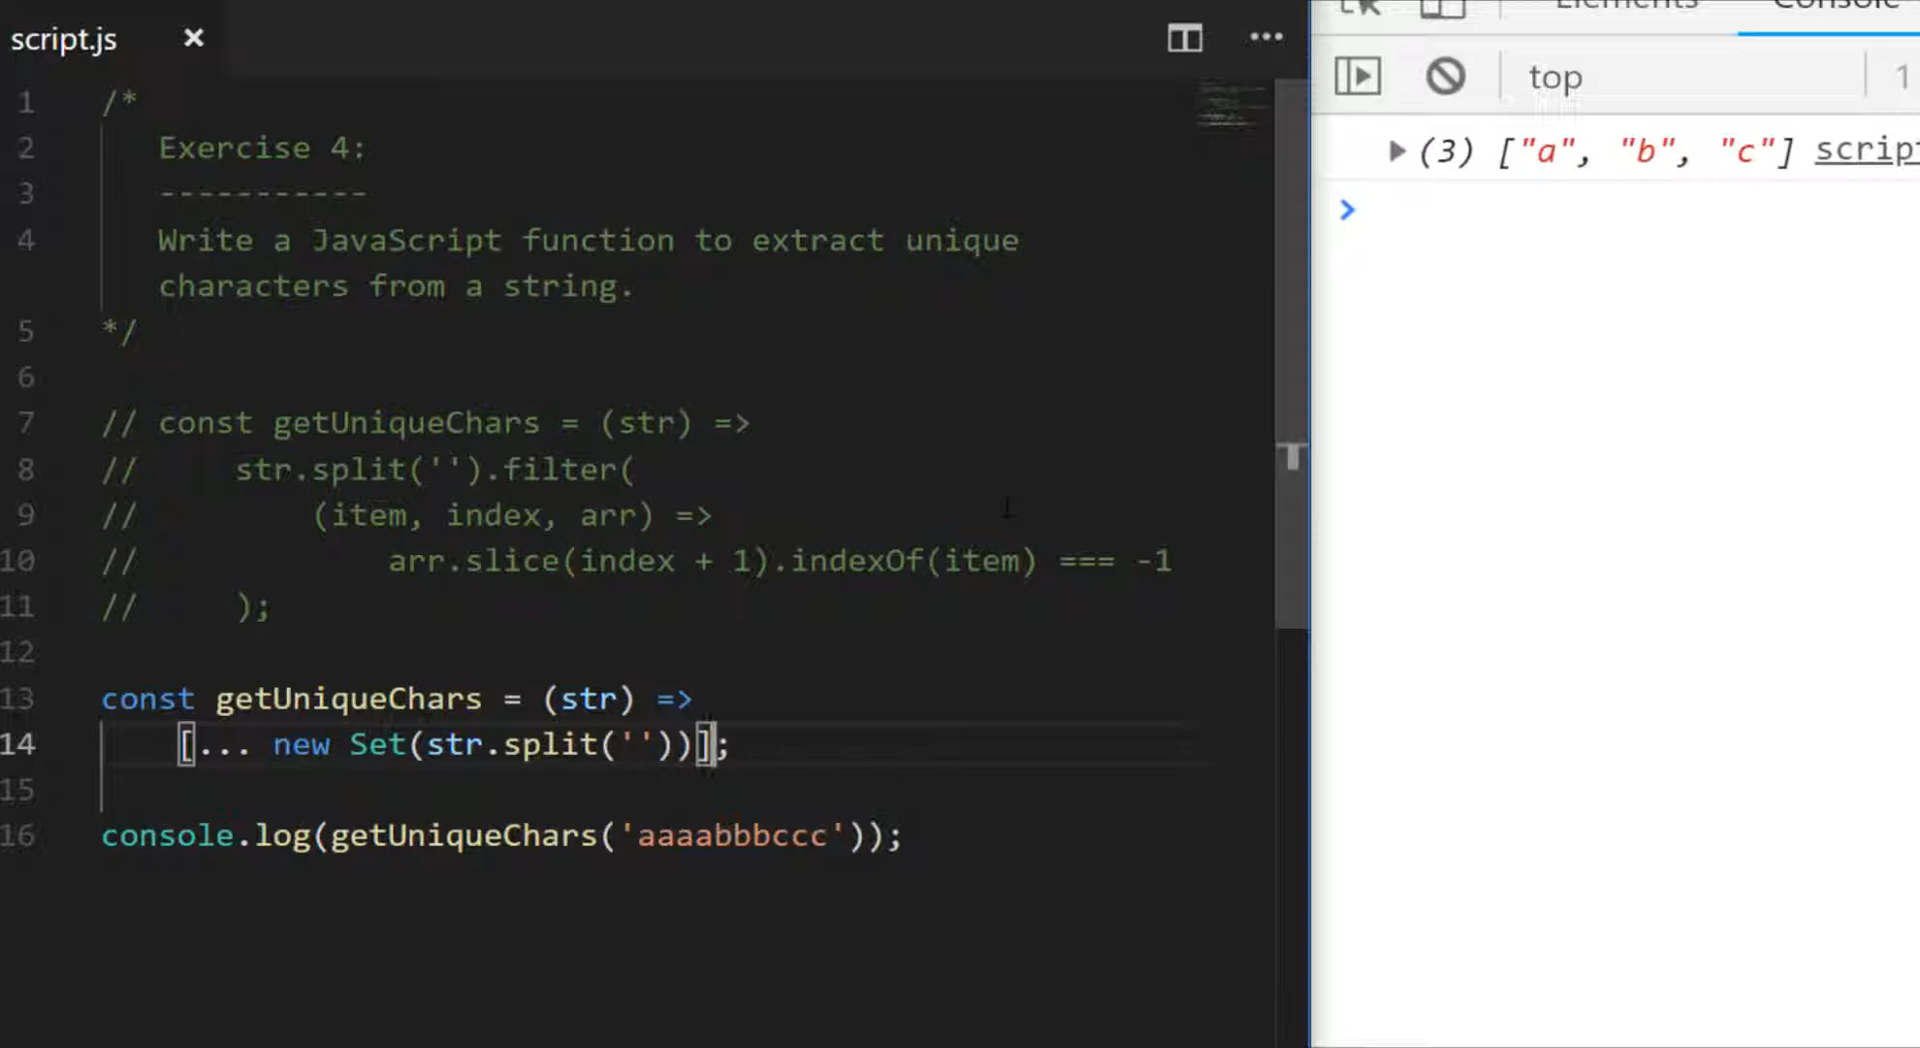 script.js
1 /*
2 Exercise 4:
3 -----------
4 Write a JavaScript function to extract unique
characters from a string.
5 */
6
7 // const getUniqueChars = (str) =>
8 // str.split('').filter(
9 // (item, index, arr) =>
10 // arr.slice(index + 1).indexOf(item) === -1
11 // );
12
13 const getUniqueChars = (str) =>
14 [... new Set(str.split(''))];
15
16 console.log(getUniqueChars('aaaabbbccc'));
Elements Console
top 1
(3) ["a", "b", "c"] script
>